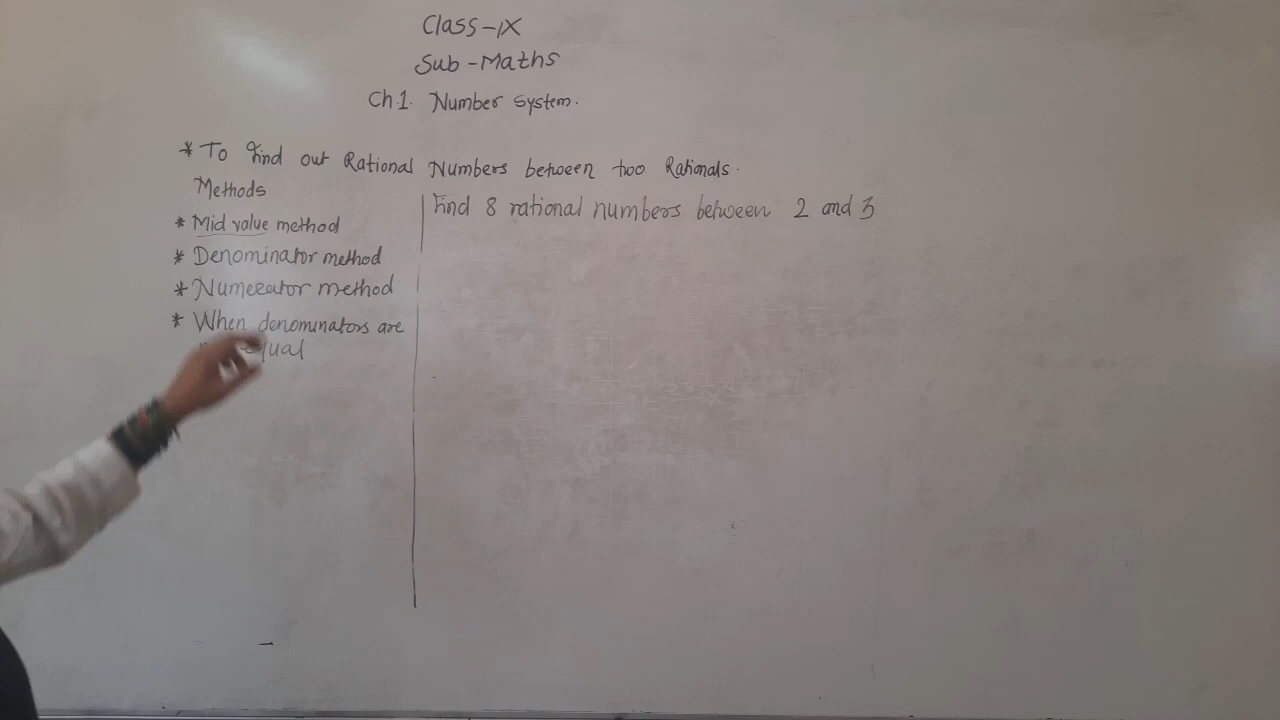 Class-IX
Sub-Maths
Ch.1. Number System.
* To find out Rational Numbers between two Rationals.
Methods
* Mid value method
* Denominator method
* Numerator method
* When denominators are
equal
Find 8 rational numbers between 2 and 3